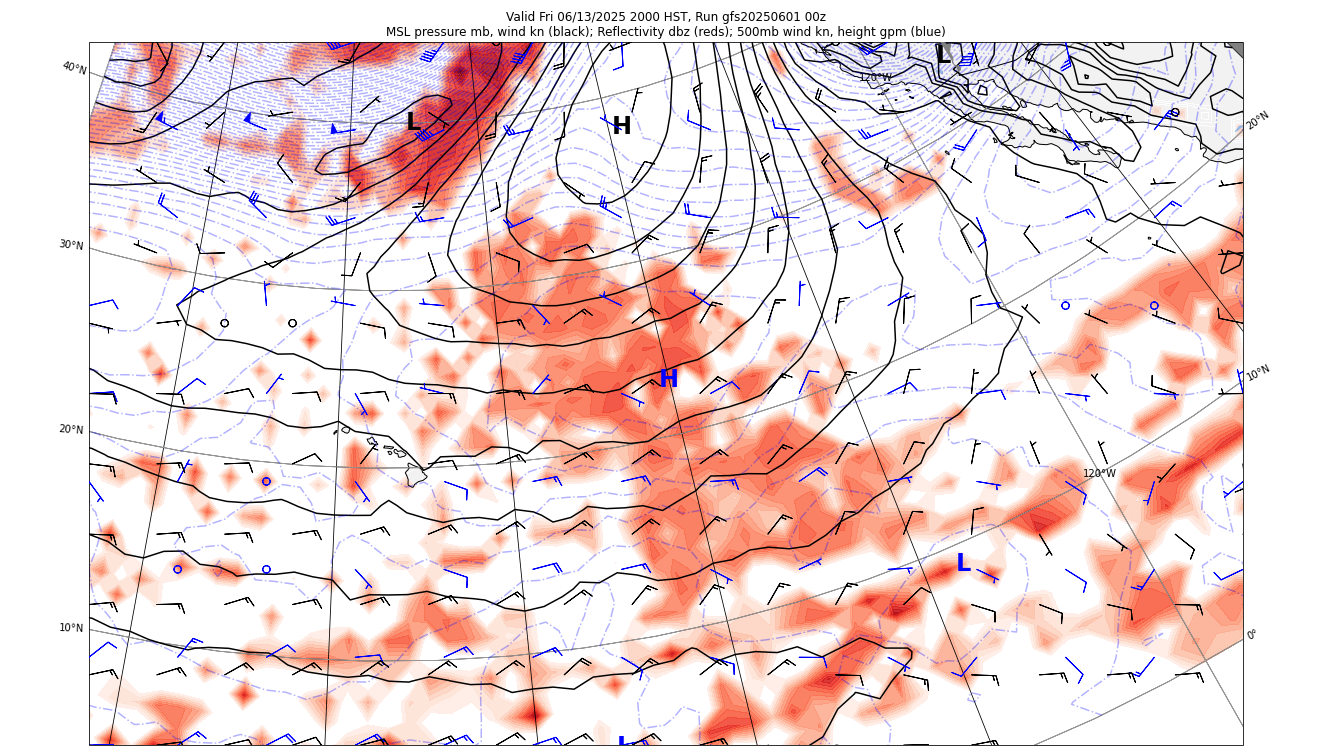 Valid Fri 06/13/2025 2000 HST, Run gfs20250601 00z
MSL pressure mb, wind kn (black); Reflectivity dbz (reds); 500mb wind kn, height gpm (blue)
L
40°N
120°W
L
H
20°N
30°N
10°N
H
20°N
120°W
L
10°N
0°
L